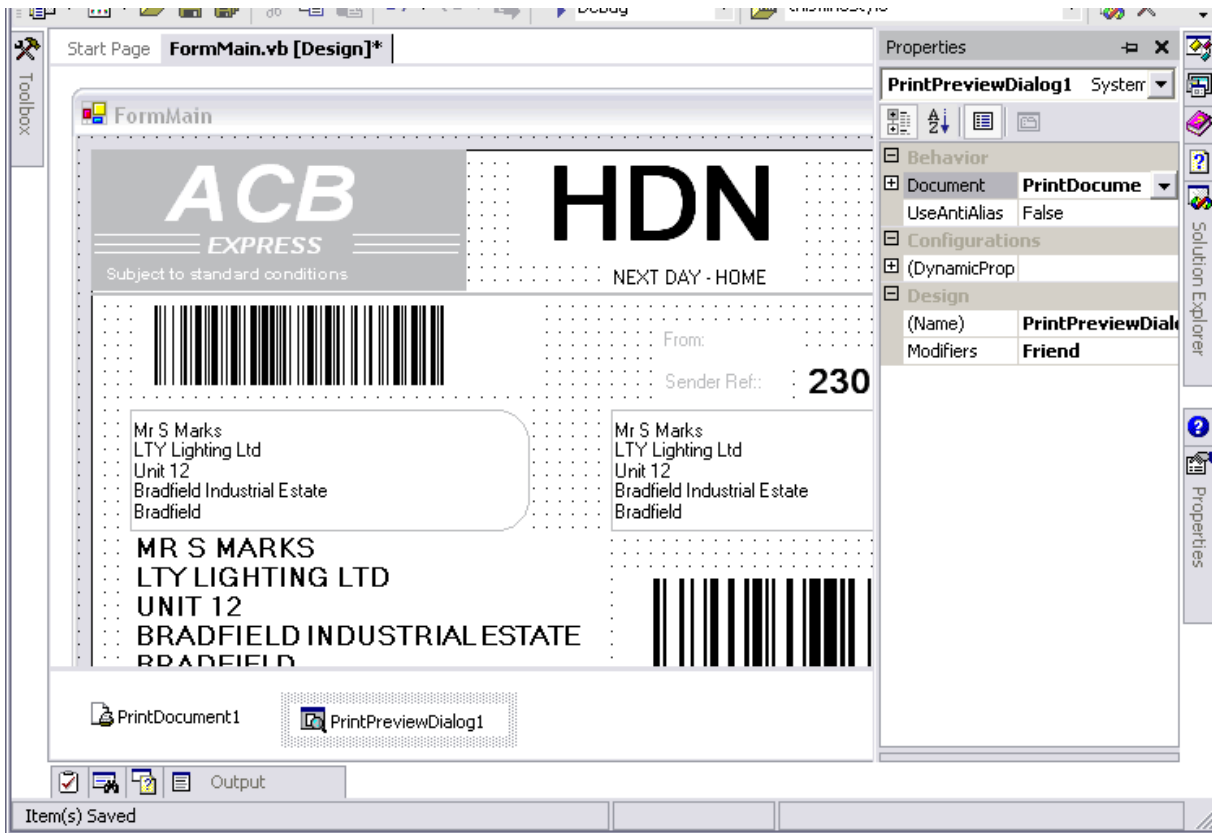 Debug
Toolbox
Start Page FormMain.vb [Design]*
FormMain
ACB
EXPRESS
Subject to standard conditions
HDN
NEXT DAY - HOME
From:
Sender Ref::
230
Mr S Marks
LTY Lighting Ltd
Unit 12
Bradfield Industrial Estate
Bradfield
Mr S Marks
LTY Lighting Ltd
Unit 12
Bradfield Industrial Estate
Bradfield
MR S MARKS
LTY LIGHTING LTD
UNIT 12
BRADFIELD INDUSTRIAL ESTATE
BRADFIELD
PrintDocument1
PrintPreviewDialog1
Output
Item(s) Saved
Properties
PrintPreviewDialog1 System
Behavior
Document PrintDocume
UseAntiAlias False
Configurations
(DynamicProp
Design
(Name) PrintPreviewDial
Modifiers Friend
Solution Explorer
Properties